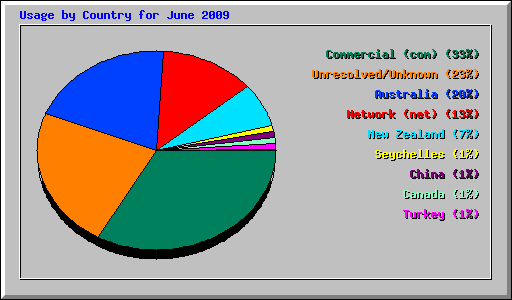 Usage by Country for June 2009
Commercial (com) (33%)
Unresolved/Unknown (23%)
Australia (20%)
Network (net) (13%)
New Zealand (7%)
Seychelles (1%)
China (1%)
Canada (1%)
Turkey (1%)